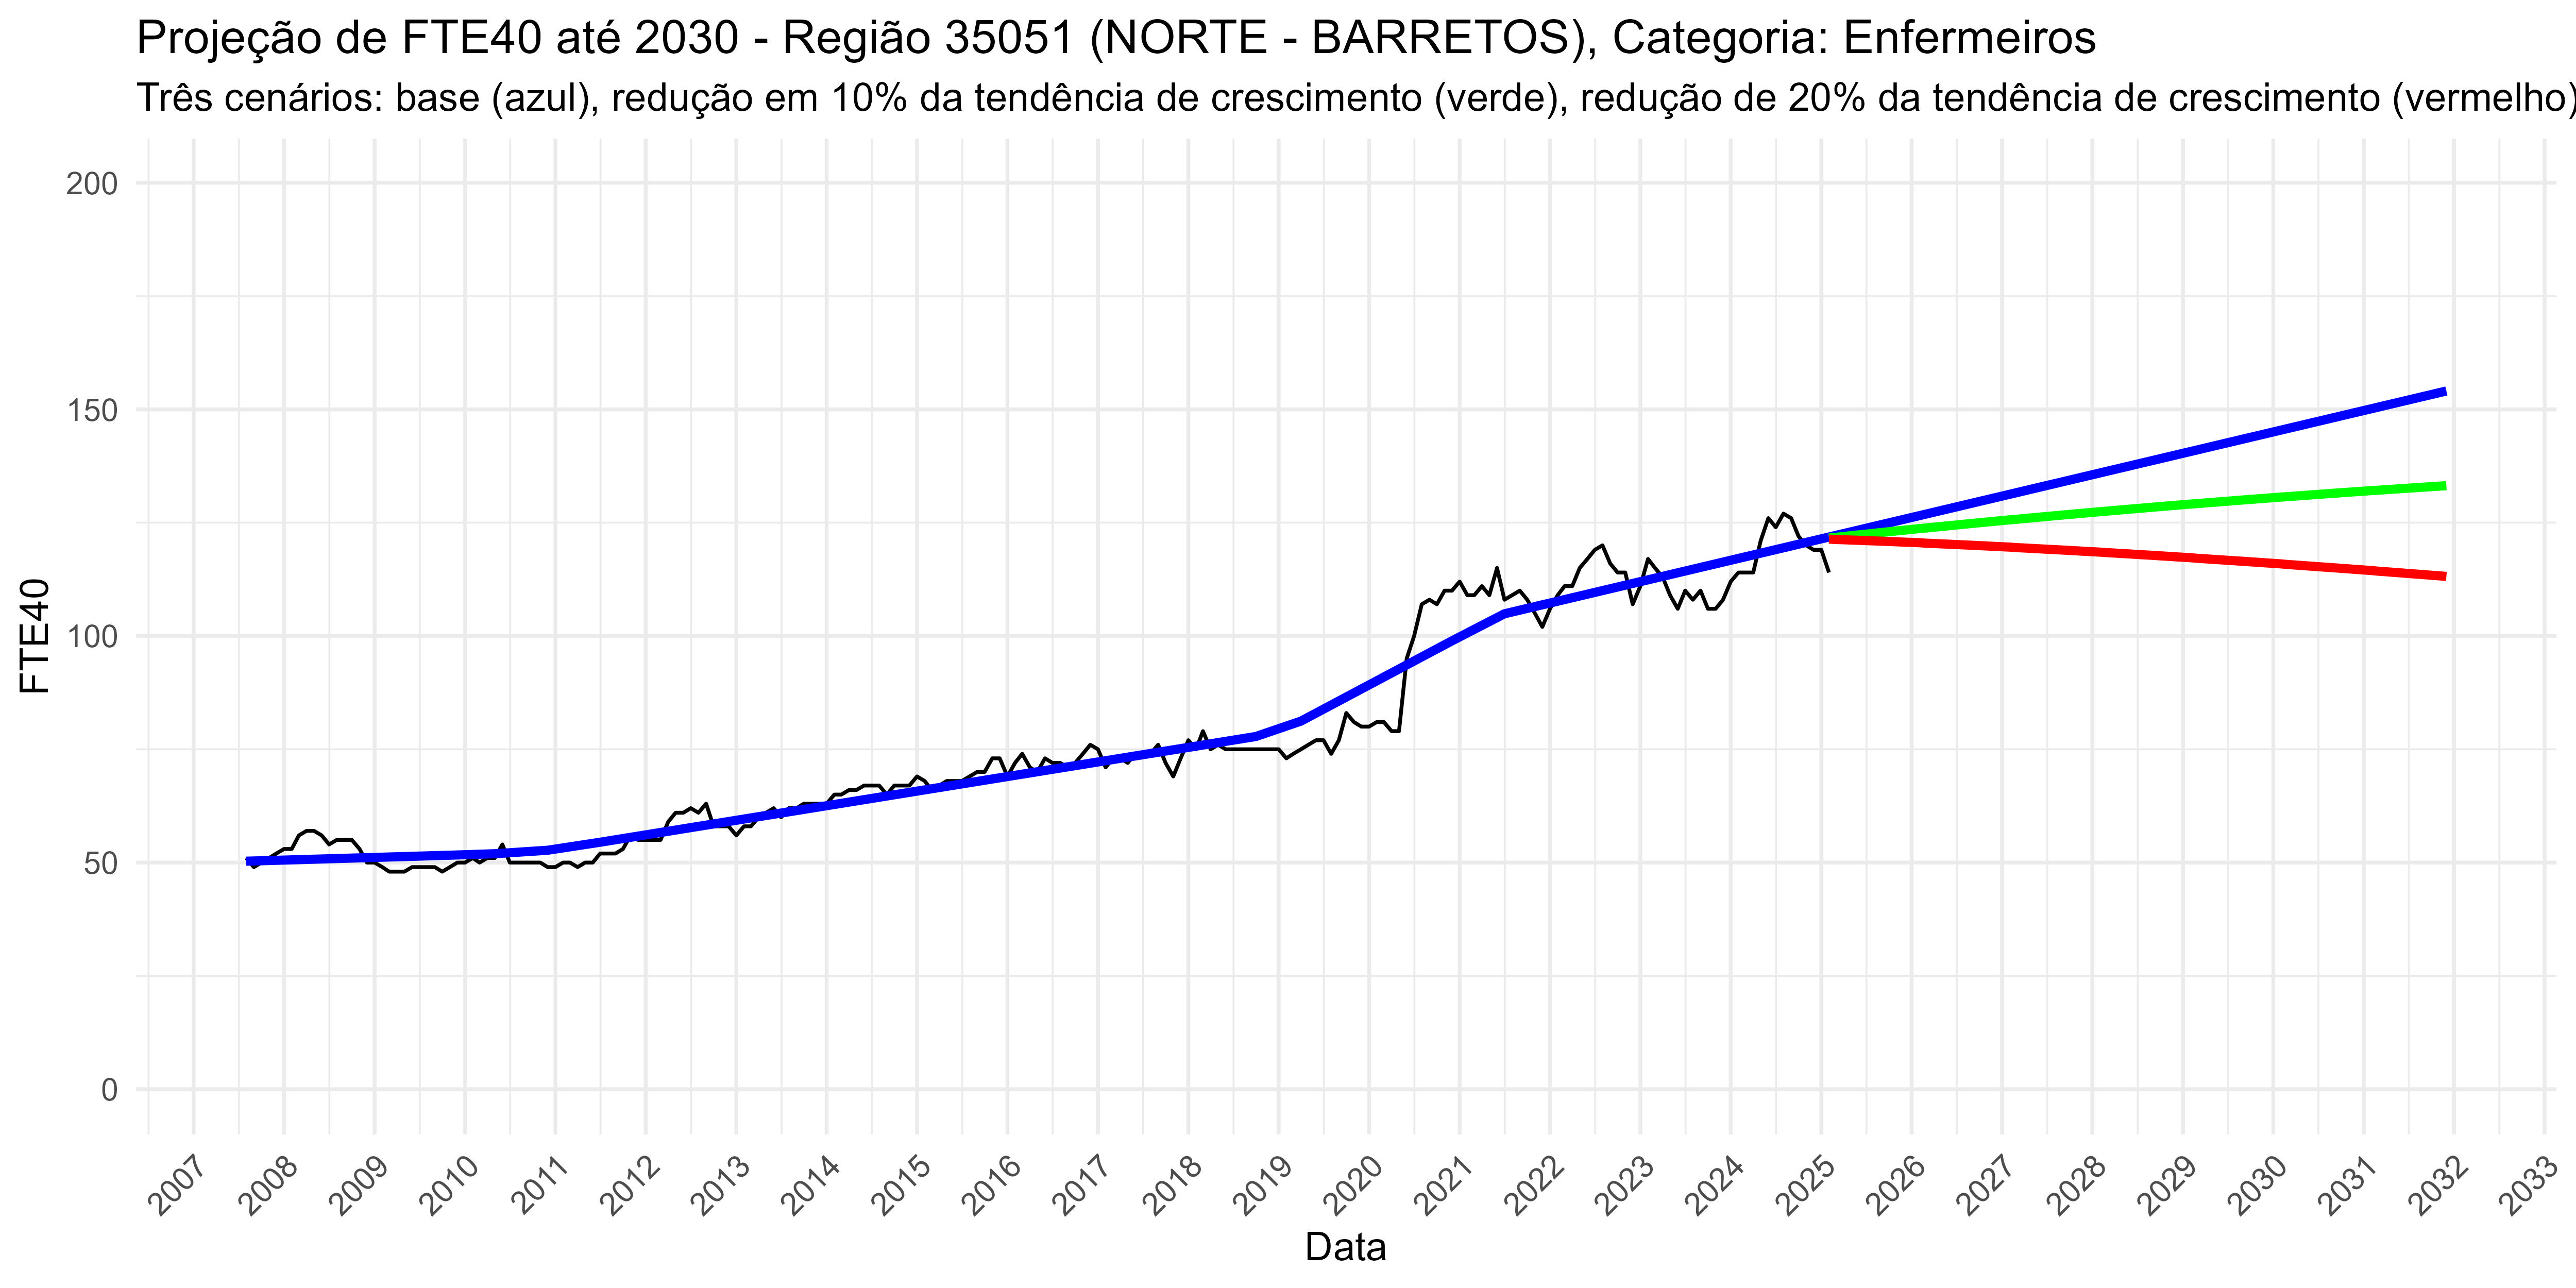 Projeção de FTE40 até 2030 - Região 35051 (NORTE - BARRETOS), Categoria: Enfermeiros
Três cenários: base (azul), redução em 10% da tendência de crescimento (verde), redução de 20% da tendência de crescimento (vermelho)
200
150
100
50
0
FTE40
2007 2008 2009 2010 2011 2012 2013 2014 2015 2016 2017 2018 2019 2020 2021 2022 2023 2024 2025 2026 2027 2028 2029 2030 2031 2032 2033
Data